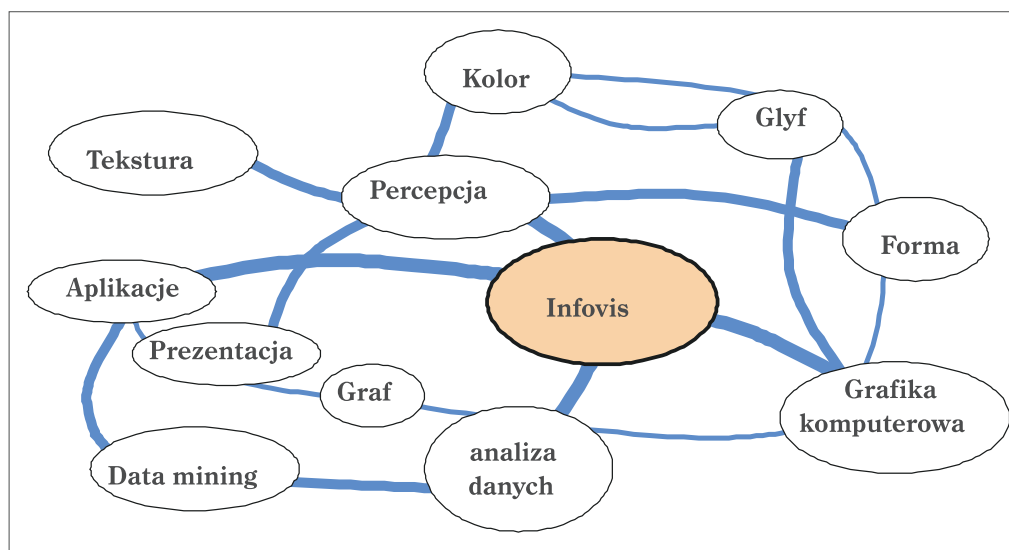 Kolor
Glyf
Tekstura
Percepcja
Forma
Aplikacje
Infovis
Prezentacja
Graf
Grafika
komputerowa
analiza
danych
Data mining